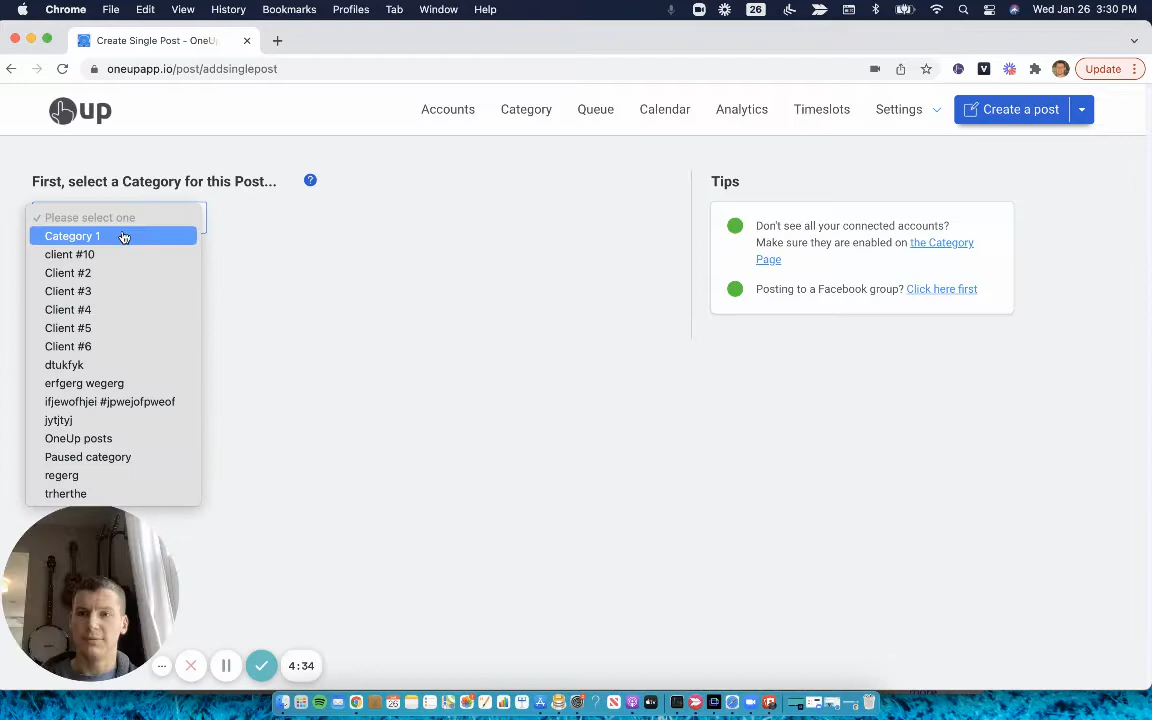 Chrome File Edit View History Bookmarks Profiles Tab Window Help 26 Wed Jan 26 3:30 PM
Create Single Post - OneU
Update
oneupapp.io/post/addsinglepost
up
Accounts Category Queue Calendar Analytics Timeslots Settings Create a post
First, select a Category for this Post... ?
Please select one
Category 1
client #10
Client #2
Client #3
Client #4
Client #5
Client #6
dtukfyk
erfgerg wegerg
ifjewofhjei #jpwejofpweof
jytjtyj
OneUp posts
Paused category
regerg
trherthe
Tips
Don't see all your connected accounts?
Make sure they are enabled on the Category
Page
Posting to a Facebook group? Click here first
4:34